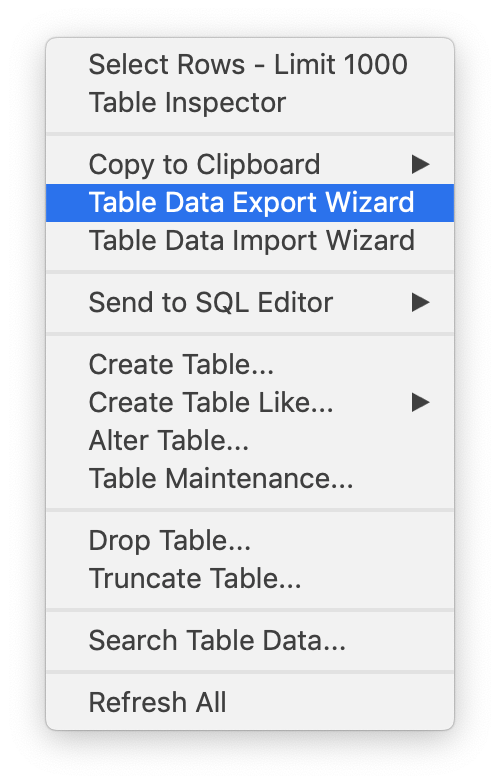 Select Rows - Limit 1000
Table Inspector
Copy to Clipboard
Table Data Export Wizard
Table Data Import Wizard
Send to SQL Editor
Create Table...
Create Table Like...
Alter Table...
Table Maintenance...
Drop Table...
Truncate Table...
Search Table Data...
Refresh All